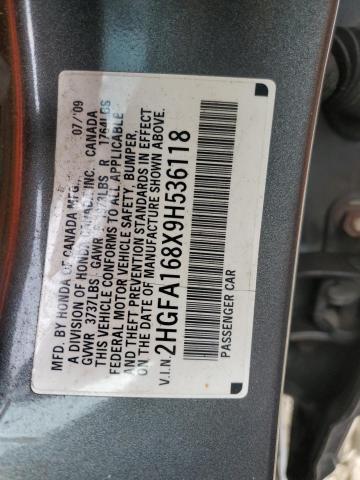 MFD. BY HONDA OF CANADA MFG., 07/'09
A DIVISION OF HONDA CANADA INC. CANADA
GVWR 3737LBS GAWR F LBS R 1764LBS
THIS VEHICLE CONFORMS TO ALL APPLICABLE
FEDERAL MOTOR VEHICLE SAFETY, BUMPER,
AND THEFT PREVENTION STANDARDS IN EFFECT
ON THE DATE OF MANUFACTURE SHOWN ABOVE.
V.I.N. 2HGFA168X9H536118
PASSENGER CAR